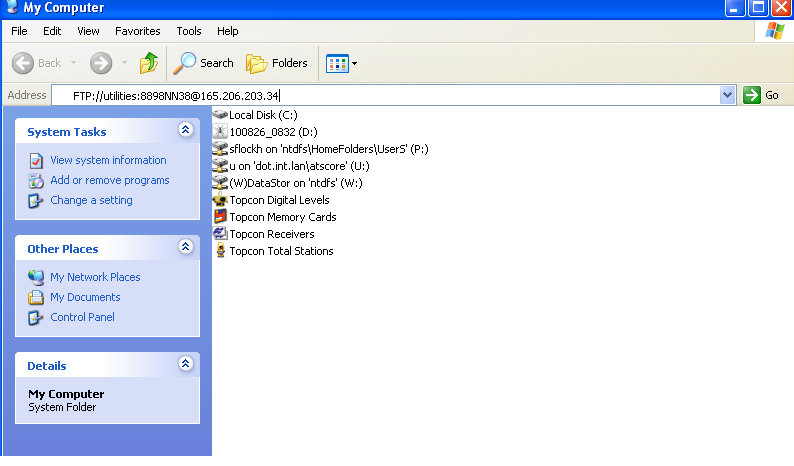 My Computer
File Edit View Favorites Tools Help
Back Search Folders
Address FTP://utilities:8898NN38@165.206.203.34 Go
System Tasks
View system information
Add or remove programs
Change a setting
Other Places
My Network Places
My Documents
Control Panel
Details
My Computer
System Folder
Local Disk (C:)
100826_0832 (D:)
sflockh on 'ntdfs\HomeFolders\UserS' (P:)
u on 'dot.int.lan\atscore' (U:)
(W)DataStor on 'ntdfs' (W:)
Topcon Digital Levels
Topcon Memory Cards
Topcon Receivers
Topcon Total Stations